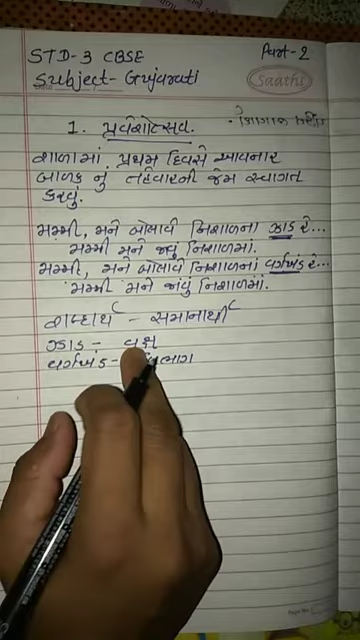 STD-3 CBSE Part-2
Subject- Gujarati Saathi
1. પ્રવેશોત્સવ.
શાળામાં પ્રથમ દિવસે આવનાર
બાળક નું તહેવારની જેમ સ્વાગત
કરવું.
મમ્મી, મને બોલાવી નિશાળના ઝાડ રે...
મમ્મી મને જવું નિશાળમાં.
મમ્મી, મને બોલાવે નિશાળનાં વર્ગખંડ રે...
મમ્મી મને જવું નિશાળમાં.
શબ્દાર્થ - સમાનાર્થી
ઝાડ - વૃક્ષ
વર્ગખંડ -